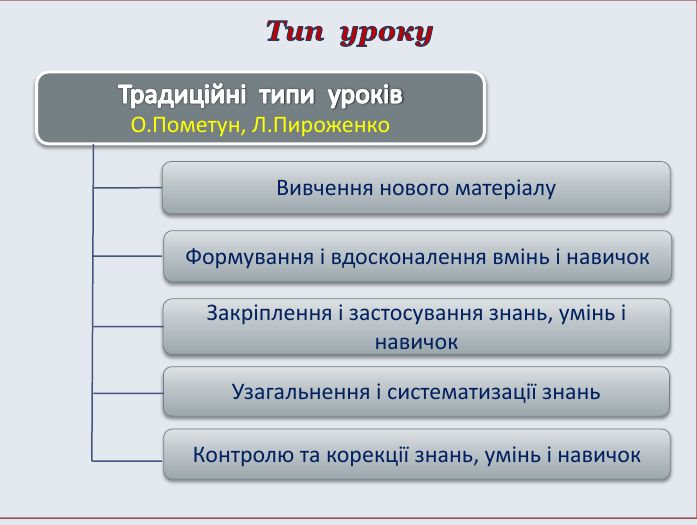 Тип уроку
Традиційні типи уроків
О.Пометун, Л.Пироженко
Вивчення нового матеріалу
Формування і вдосконалення вмінь і навичок
Закріплення і застосування знань, умінь і
навичок
Узагальнення і систематизації знань
Контролю та корекції знань, умінь і навичок